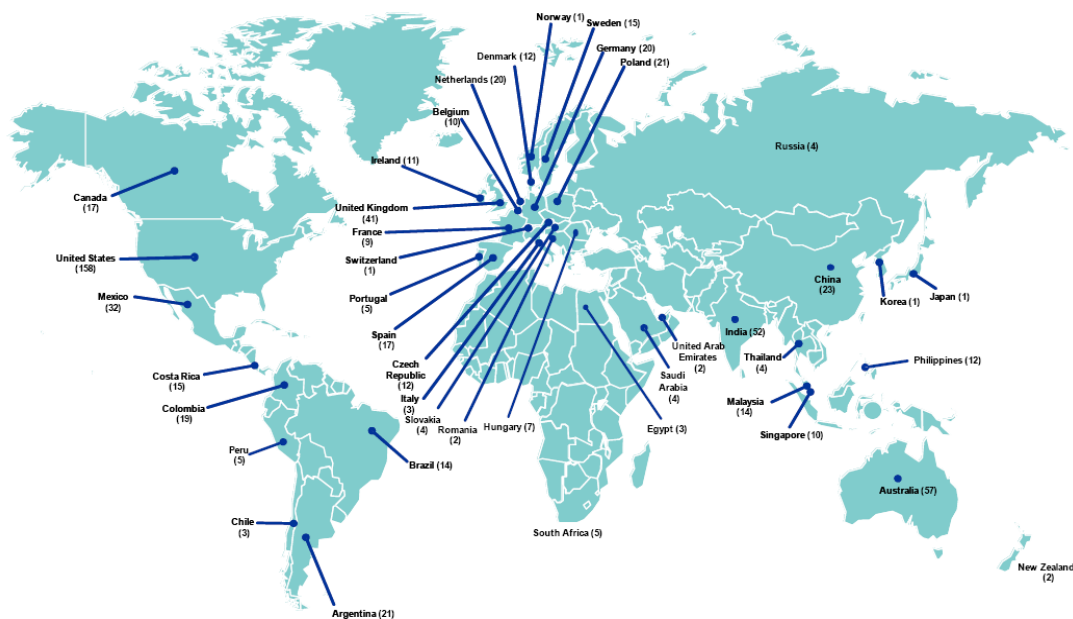 Norway (1)
Sweden (15)
Germany (20)
Denmark (12)
Poland (21)
Netherlands (20)
Belgium
(10)
Russia (4)
Ireland (11)
Canada
(17)
United Kingdom
(41)
France
(9)
United States
(158)
Switzerland
(1)
China
(23)
Mexico
(32)
Portugal
(5)
Korea (1)
Japan (1)
Spain
(17)
India (52)
United Arab
Emirates
(2)
Thailand
(4)
Philippines (12)
Czech
Republic
(12)
Costa Rica
(15)
Saudi
Arabia
(4)
Italy
(3)
Malaysia
(14)
Colombia
(19)
Slovakia
(4)
Romania
(2)
Hungary (7)
Egypt (3)
Singapore (10)
Peru
(5)
Brazil (14)
Australia (57)
Chile
(3)
South Africa (5)
New Zealand
(2)
Argentina (21)